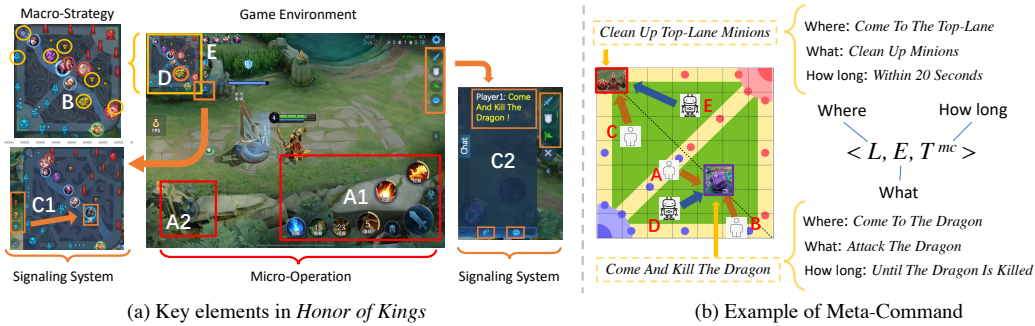 Macro-Strategy
Game Environment
B
E
D
A1
A2
C1
Signaling System
Micro-Operation
Player1: Come
And Kill The
Dragon !
Chat
C2
Signaling System
(a) Key elements in Honor of Kings
Clean Up Top-Lane Minions
Where: Come To The Top-Lane
What: Clean Up Minions
How long: Within 20 Seconds
E
C
A
D
B
Where
How long
< L, E, T^mc >
What
Come And Kill The Dragon
Where: Come To The Dragon
What: Attack The Dragon
How long: Until The Dragon Is Killed
(b) Example of Meta-Command